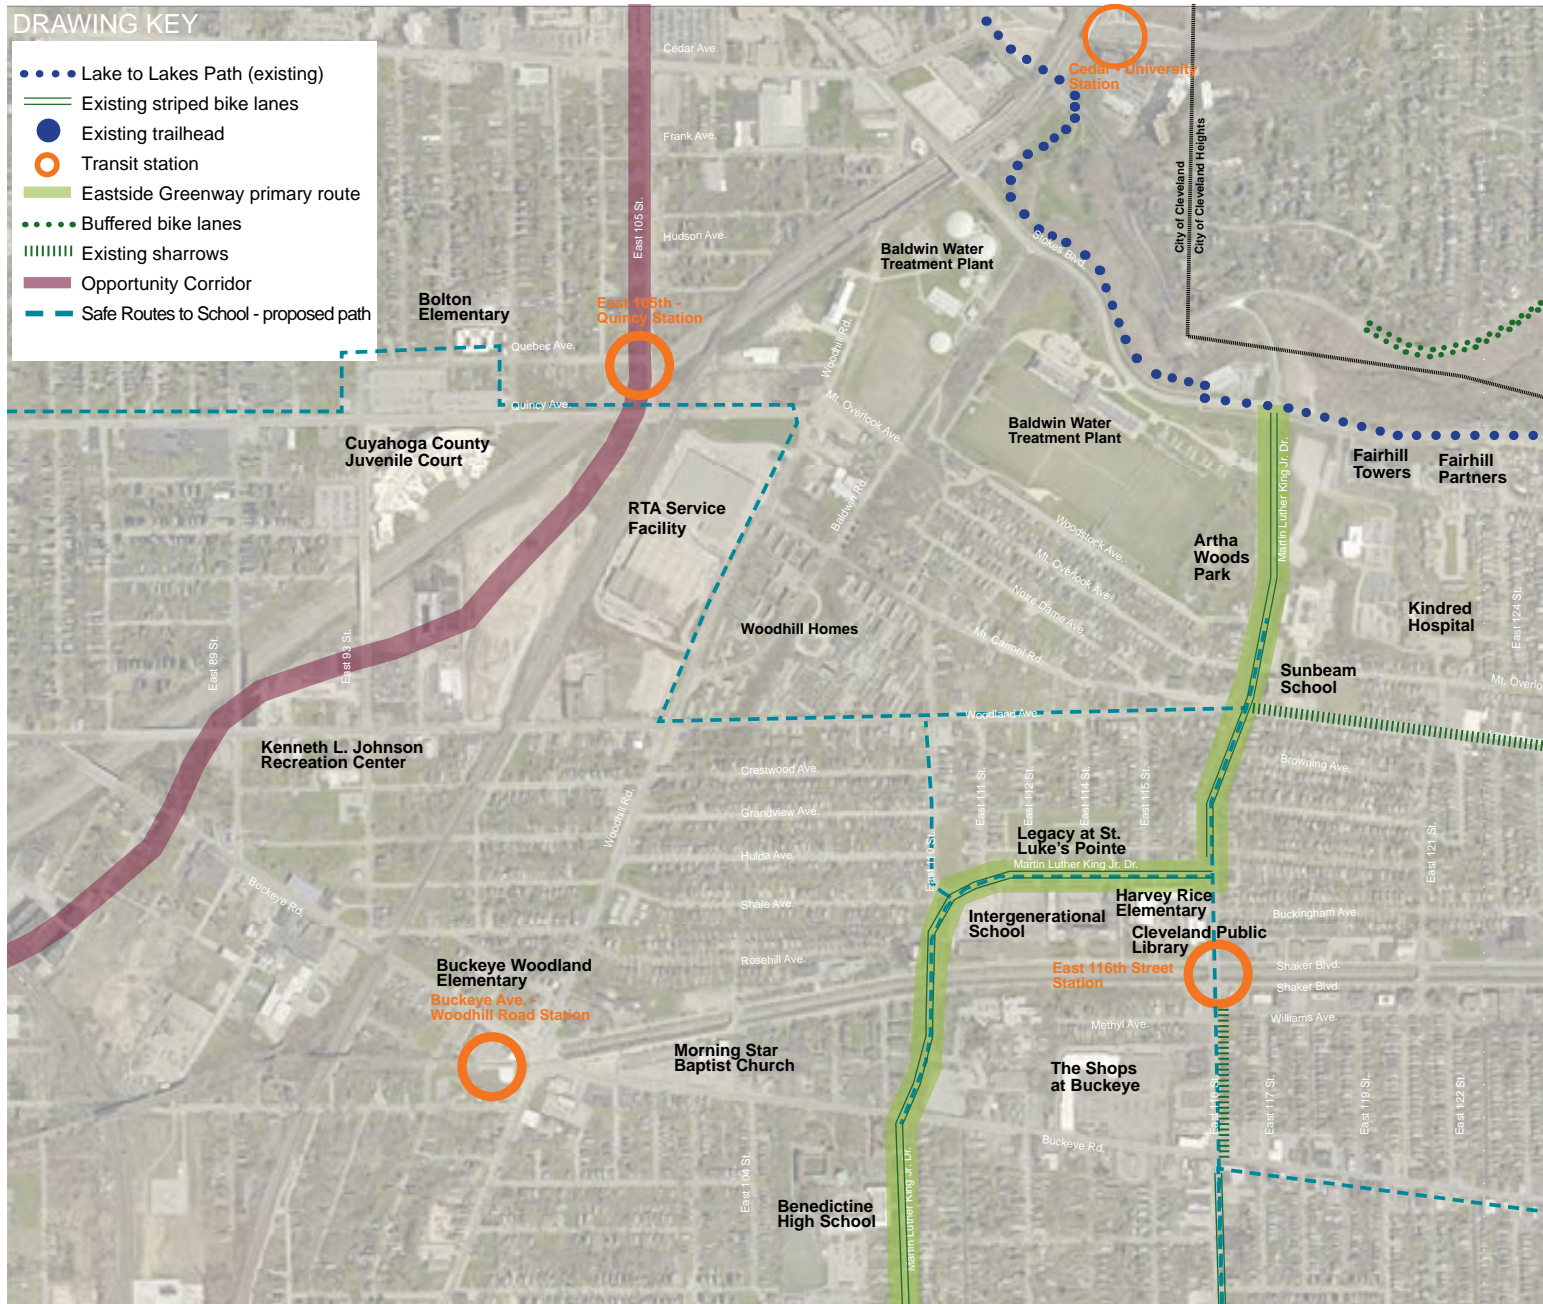 DRAWING KEY
Lake to Lakes Path (existing)
Existing striped bike lanes
Existing trailhead
Transit station
Eastside Greenway primary route
Buffered bike lanes
Existing sharrows
Opportunity Corridor
Safe Routes to School - proposed path
Cedar Ave.
Cedar - University
Station
Frank Ave.
City of Cleveland
City of Cleveland Heights
East 105 St.
Hudson Ave.
Stokes Blvd.
Baldwin Water
Treatment Plant
Bolton
Elementary
East 105th -
Quincy Station
Quebec Ave.
Woodhill Rd.
Quincy Ave.
Mt. Overlook Ave.
Baldwin Water
Treatment Plant
Cuyahoga County
Juvenile Court
Martin Luther King Jr. Dr.
Fairhill
Towers
Fairhill
Partners
RTA Service
Facility
Baldwin Rd.
Woodstock Ave.
Artha
Woods
Park
Mt. Overlook Ave.
Notre Dame Ave.
Kindred
Hospital
East 124 St.
Woodhill Homes
Mt. Carmel Rd.
East 89 St.
East 93 St.
Sunbeam
School
Mt. Overlo
Woodland Ave.
Kenneth L. Johnson
Recreation Center
Browning Ave.
Crestwood Ave.
East 111 St.
East 112 St.
East 114 St.
East 115 St.
Grandview Ave.
Woodhill Rd.
Legacy at St.
Luke's Pointe
East 121 St.
Hulda Ave.
East 110 St.
Martin Luther King Jr. Dr.
Buckeye Rd.
Shale Ave.
Harvey Rice
Elementary
Intergenerational
School
Buckingham Ave.
Cleveland Public
Library
Rosehill Ave.
Buckeye Woodland
Elementary
East 116th Street
Station
Shaker Blvd.
Shaker Blvd.
Buckeye Ave. -
Woodhill Road Station
Methyl Ave.
Williams Ave.
Morning Star
Baptist Church
The Shops
at Buckeye
East 116 St.
East 117 St.
East 119 St.
East 122 St.
Buckeye Rd.
East 104 St.
Martin Luther King Jr. Dr.
Benedictine
High School